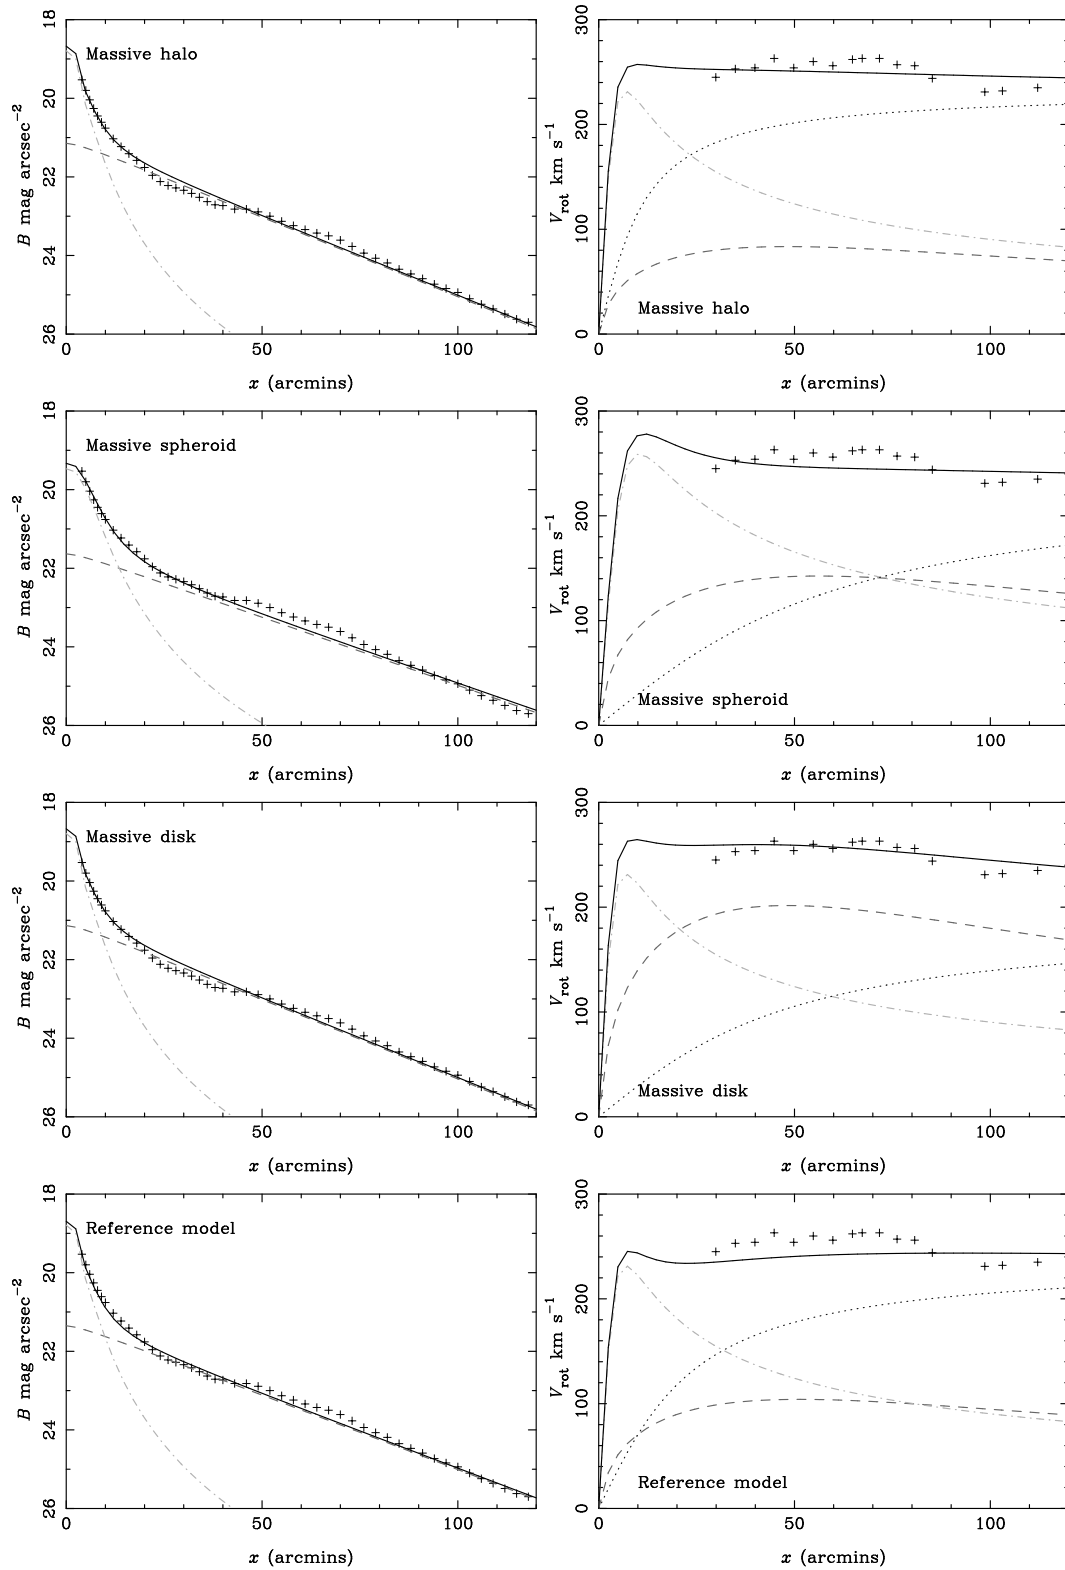 18
20
22
24
26
B mag arcsec−2
Massive halo
0 50 100
x (arcmins)
300
200
100
0
Vrot km s−1
Massive halo
0 50 100
x (arcmins)
18
20
22
24
26
B mag arcsec−2
Massive spheroid
0 50 100
x (arcmins)
300
200
100
0
Vrot km s−1
Massive spheroid
0 50 100
x (arcmins)
18
20
22
24
26
B mag arcsec−2
Massive disk
0 50 100
x (arcmins)
300
200
100
0
Vrot km s−1
Massive disk
0 50 100
x (arcmins)
18
20
22
24
26
B mag arcsec−2
Reference model
0 50 100
x (arcmins)
300
200
100
0
Vrot km s−1
Reference model
0 50 100
x (arcmins)